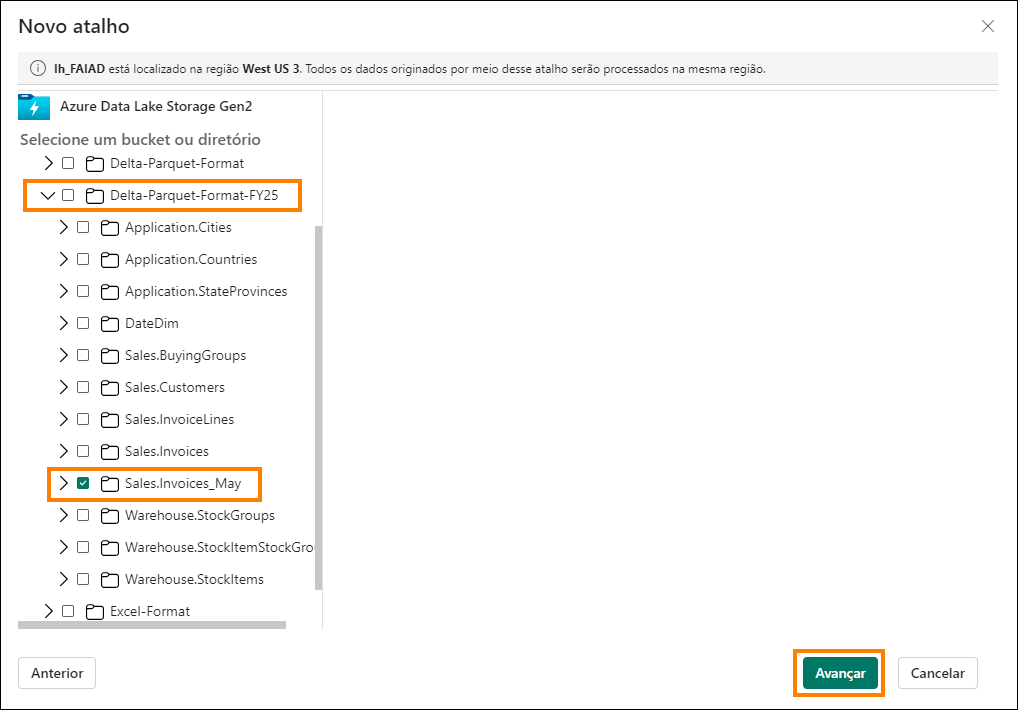 Novo atalho
lh_FAIAD está localizado na região West US 3. Todos os dados originados por meio desse atalho serão processados na mesma região.
Azure Data Lake Storage Gen2
Selecione um bucket ou diretório
Delta-Parquet-Format
Delta-Parquet-Format-FY25
Application.Cities
Application.Countries
Application.StateProvinces
DateDim
Sales.BuyingGroups
Sales.Customers
Sales.InvoiceLines
Sales.Invoices
Sales.Invoices_May
Warehouse.StockGroups
Warehouse.StockItemStockGro
Warehouse.StockItems
Excel-Format
Anterior
Avançar
Cancelar